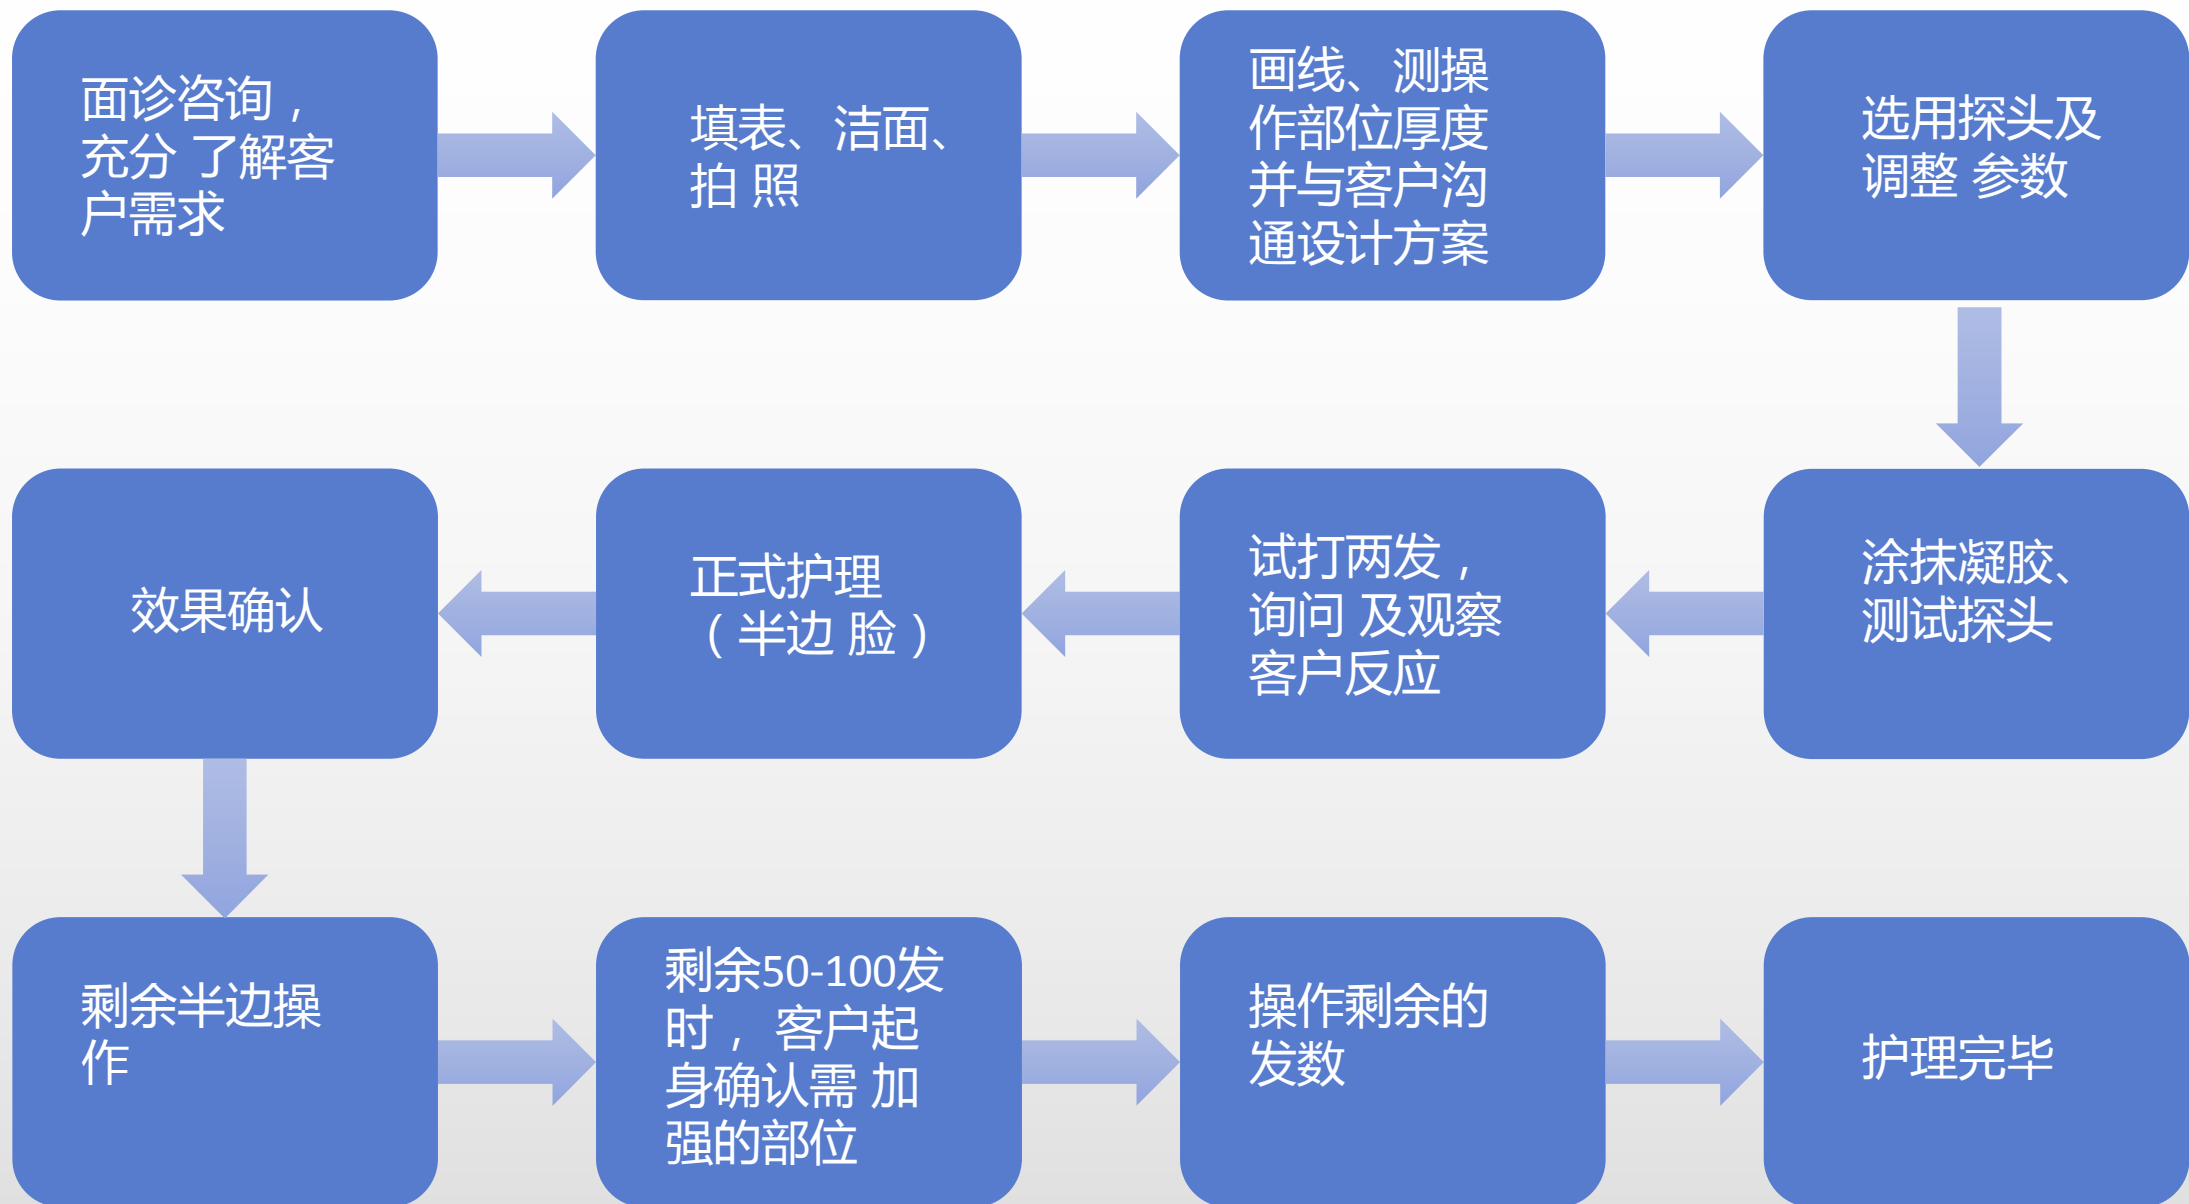 面诊咨询，
充分 了解客
户需求
填表、洁面、
拍 照
画线、测操
作部位厚度
并与客户沟
通设计方案
选用探头及
调整 参数
涂抹凝胶、
测试探头
试打两发，
询问 及观察
客户反应
正式护理
（半边 脸）
效果确认
剩余半边操
作
剩余50-100发
时， 客户起
身确认需 加
强的部位
操作剩余的
发数
护理完毕